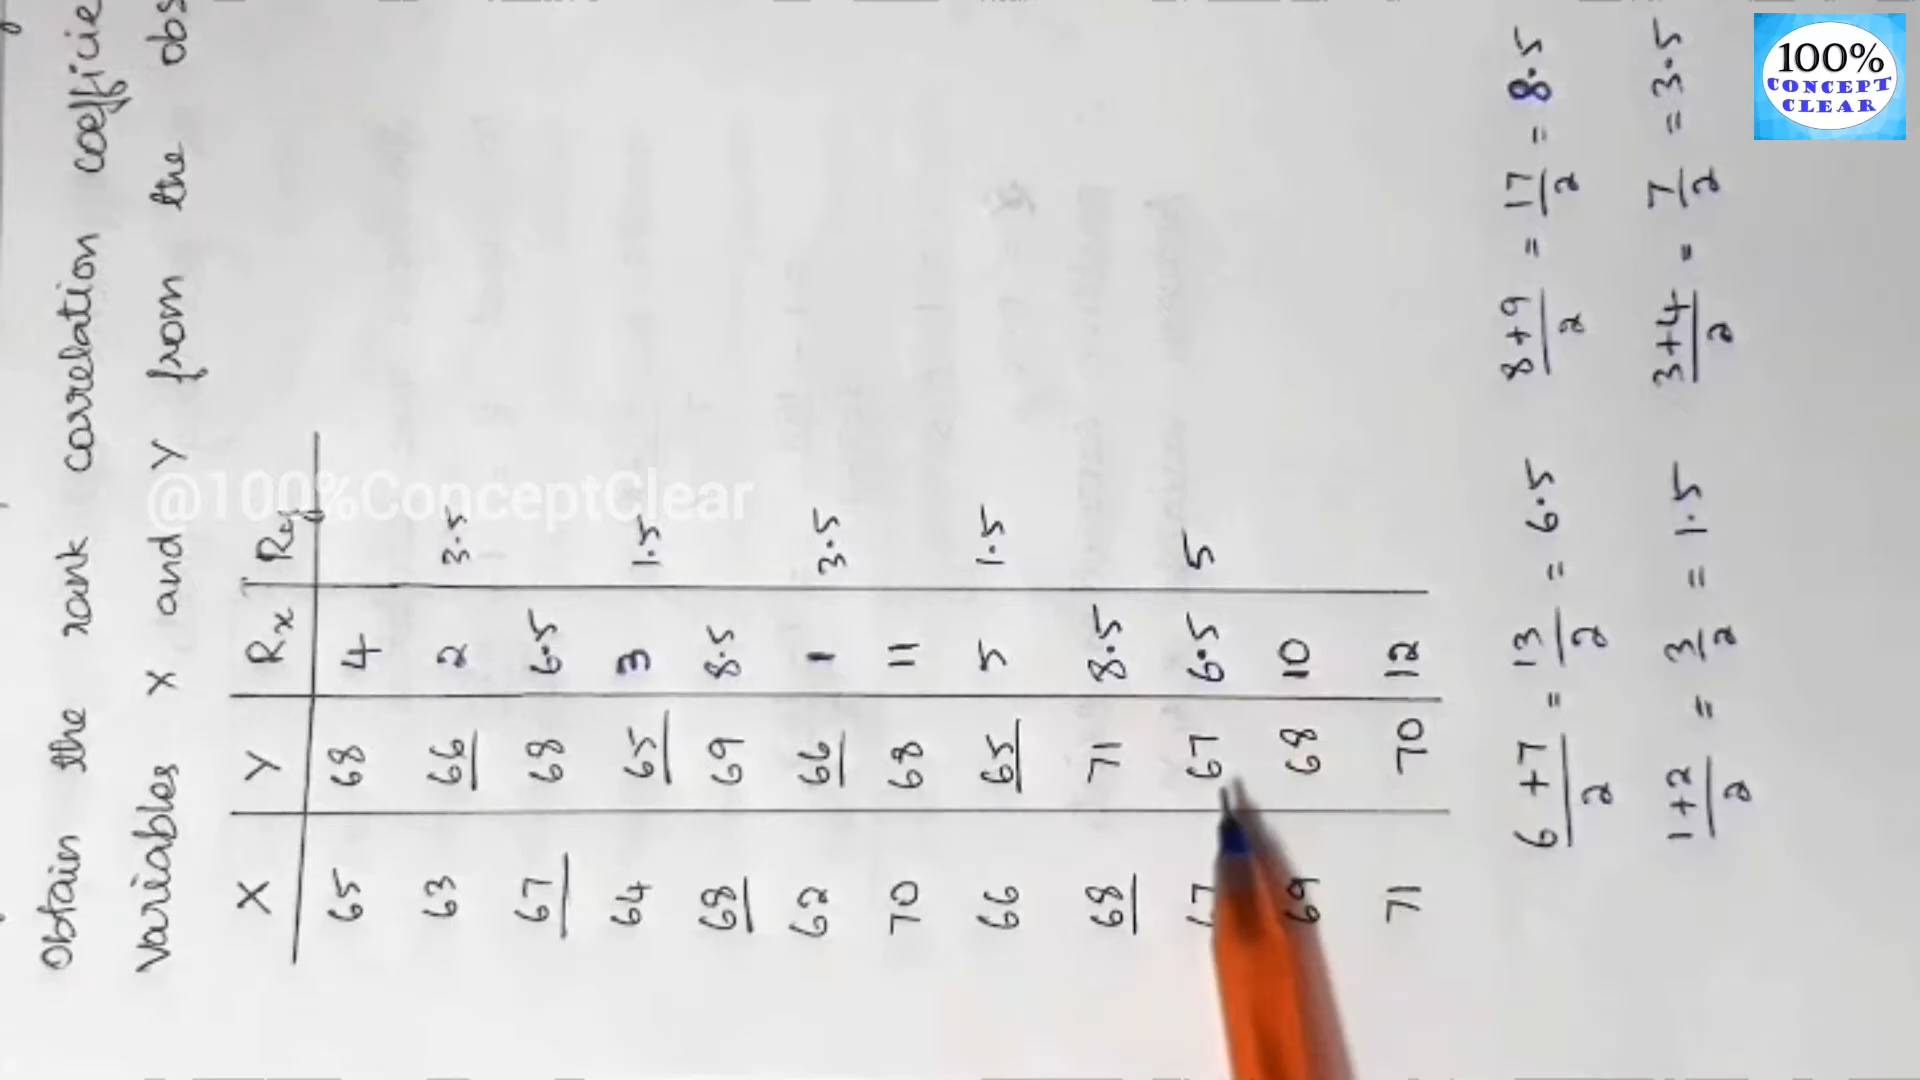 Obtain the rank correlation coefficie
variables X and Y from the obs
X Y Rx Ry
65 68 4
63 66 2 3.5
67 68 6.5
64 65 3 1.5
68 69 8.5
62 66 1 3.5
70 68 11
66 65 5 1.5
68 71 8.5
67 67 6.5 5
69 68 10
71 70 12
6+7/2 = 13/2 = 6.5 8+9/2 = 17/2 = 8.5
1+2/2 = 3/2 = 1.5 3+4/2 = 7/2 = 3.5
@100%ConceptClear
100%
CONCEPT
CLEAR